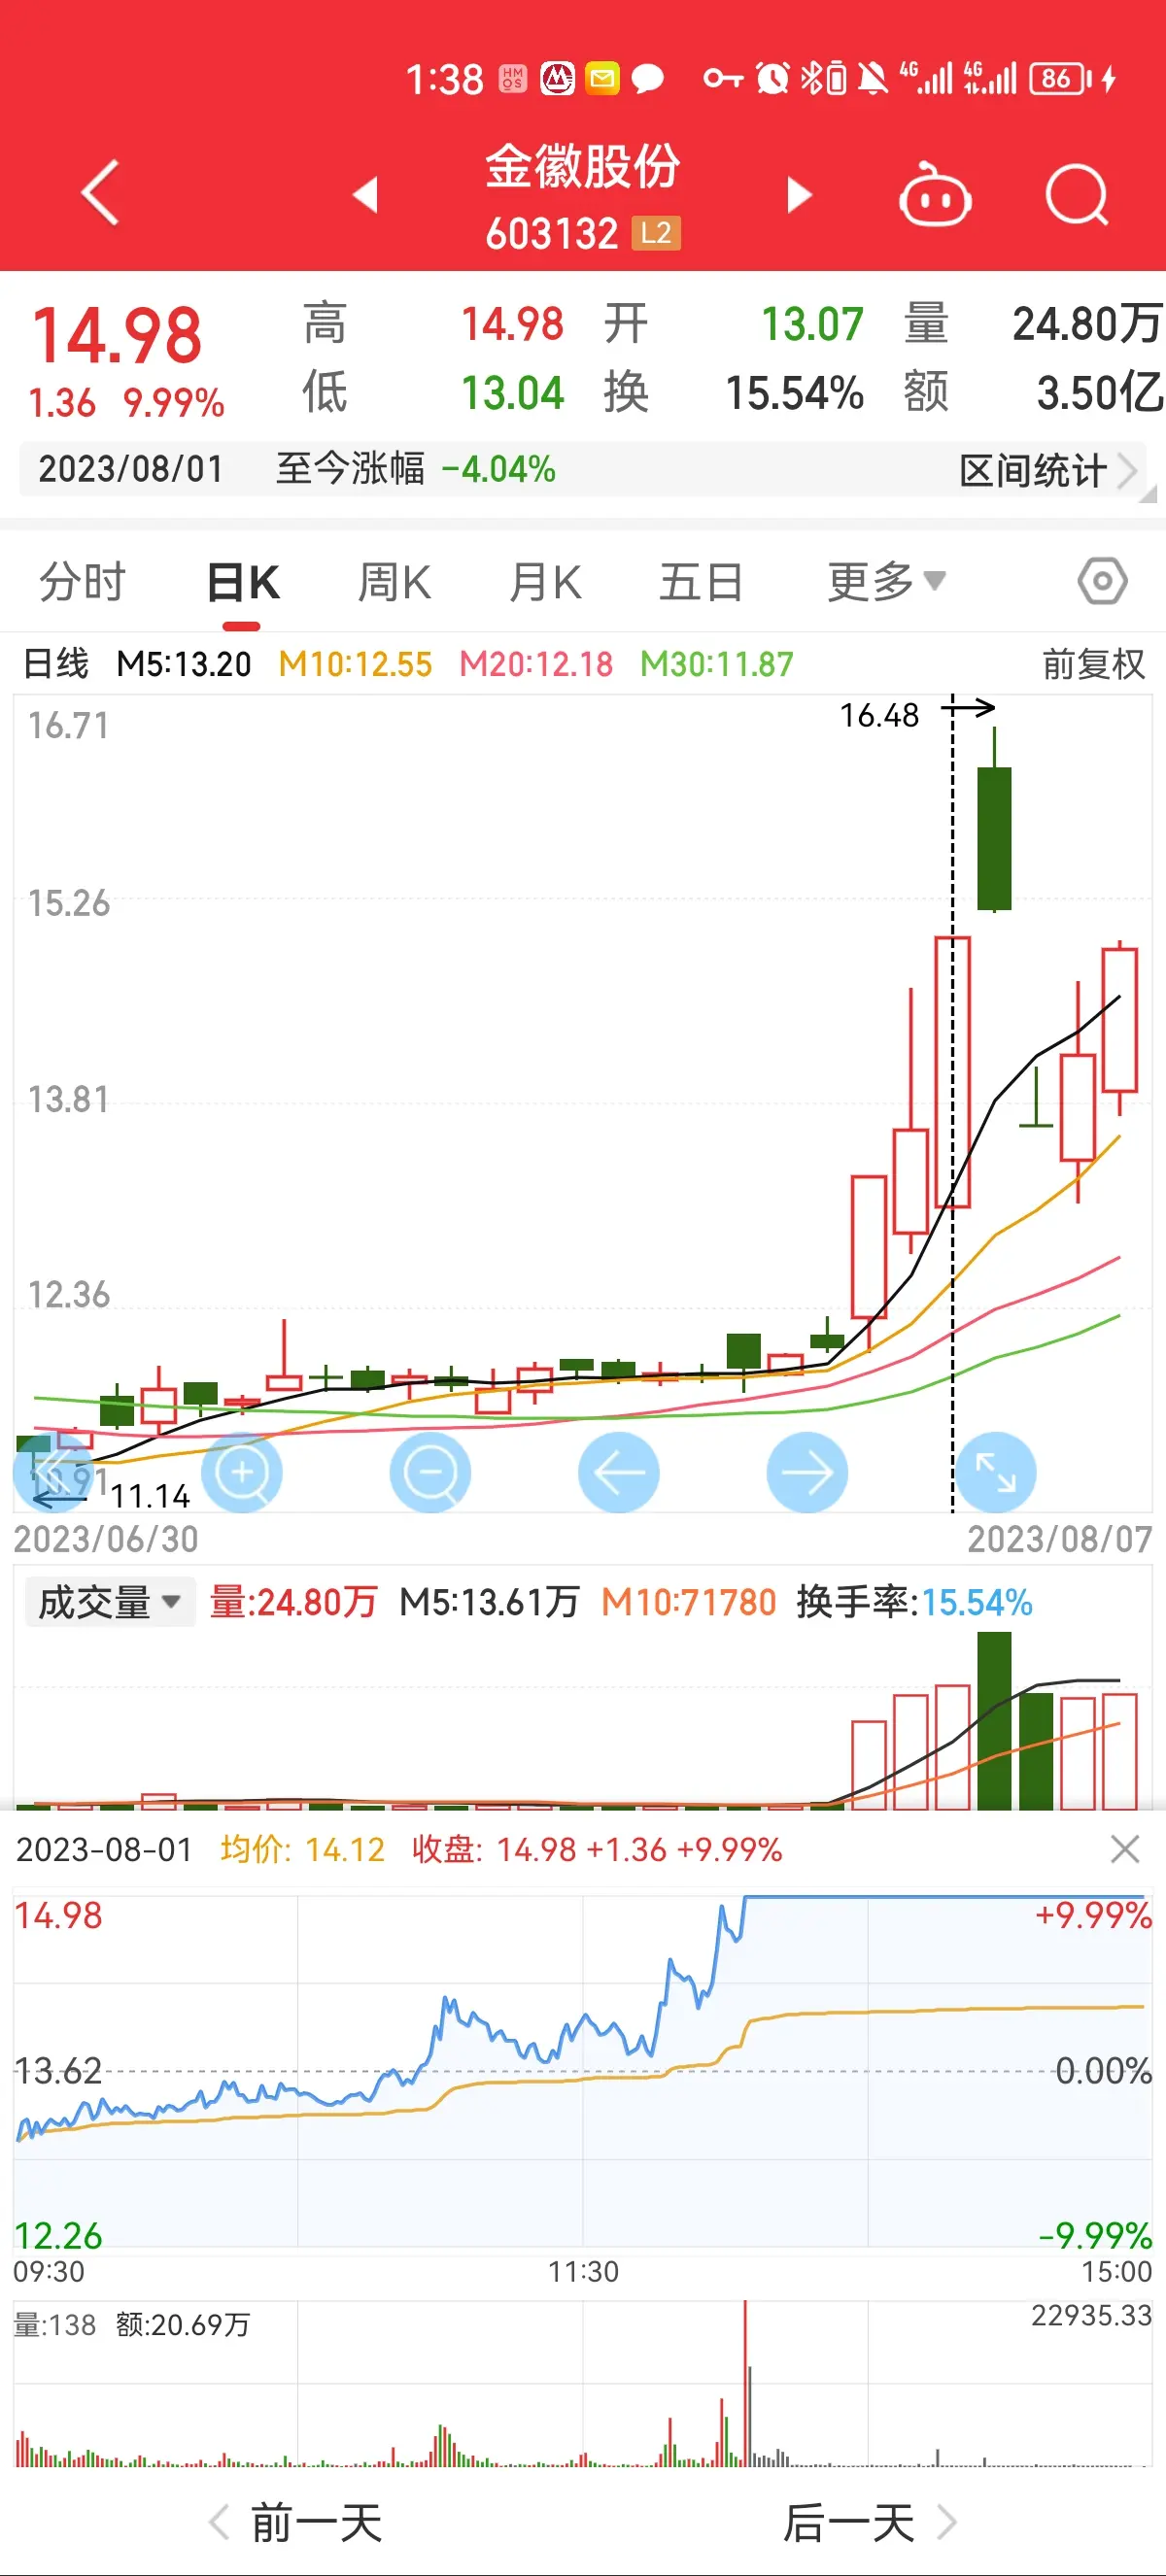 1:38 HMOS 4G 4G 86
金徽股份
603132 L2
14.98 高 14.98 开 13.07 量 24.80万
1.36 9.99% 低 13.04 换 15.54% 额 3.50亿
2023/08/01 至今涨幅 -4.04% 区间统计
分时 日K 周K 月K 五日 更多
日线 M5:13.20 M10:12.55 M20:12.18 M30:11.87 前复权
16.71
16.48
15.26
13.81
12.36
10.91
11.14
2023/06/30 2023/08/07
成交量 量:24.80万 M5:13.61万 M10:71780 换手率:15.54%
2023-08-01 均价: 14.12 收盘: 14.98 +1.36 +9.99%
14.98 +9.99%
13.62 0.00%
12.26 -9.99%
09:30 11:30 15:00
量:138 额:20.69万 22935.33
前一天 后一天